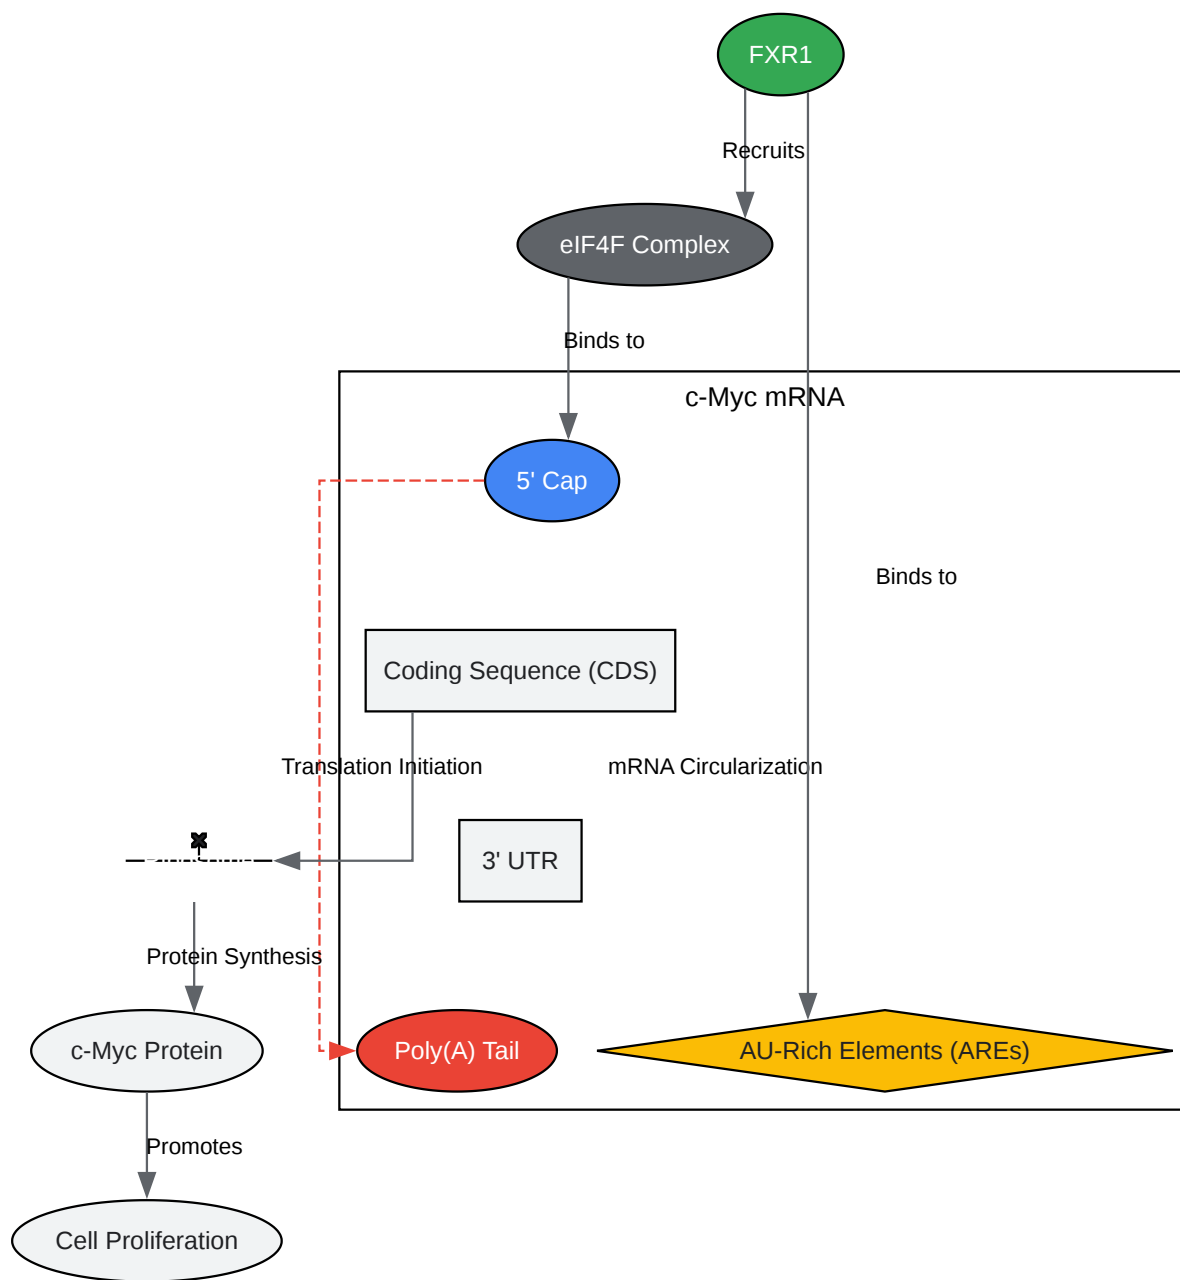 FXR1
Recruits
eIF4F Complex
Binds to
c-Myc mRNA
5' Cap
Binds to
Coding Sequence (CDS)
Translation Initiation
mRNA Circularization
3' UTR
Protein Synthesis
c-Myc Protein
Poly(A) Tail
AU-Rich Elements (AREs)
Promotes
Cell Proliferation